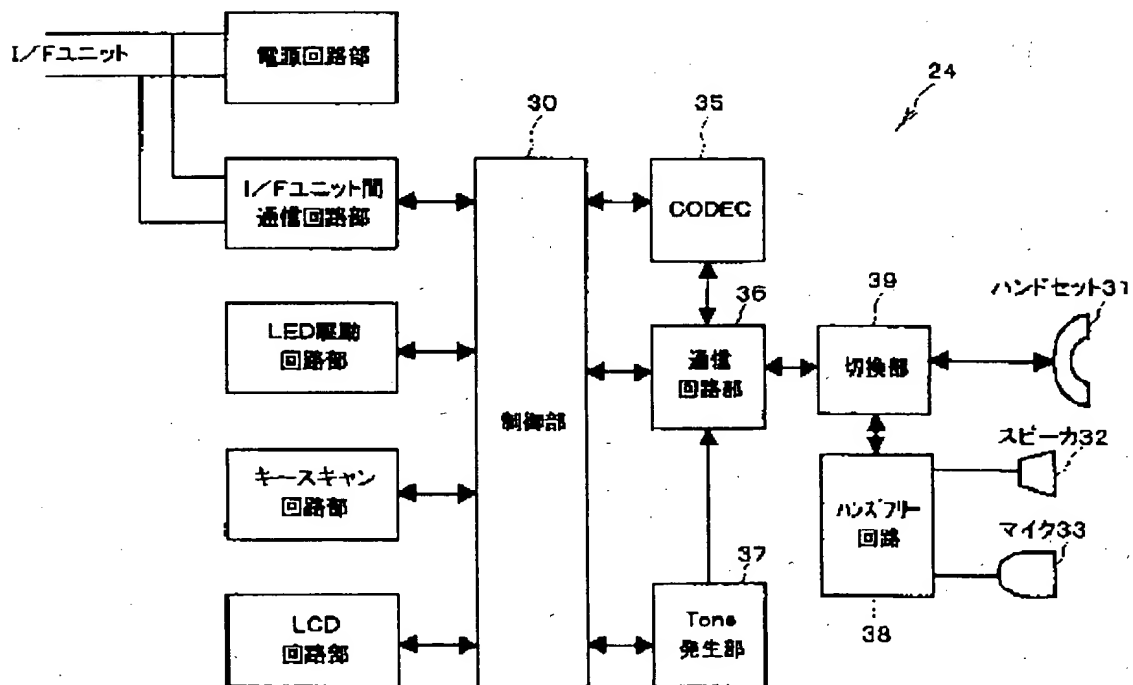 I/Fユニット
電源回路部
24
30
35
I/Fユニット間
通信回路部
CODEC
36
39
ハンドセット31
LED駆動
回路部
通信
回路部
切換部
制御部
スピーカ32
キースキャン
回路部
ハンズフリー
回路
マイク33
37
38
LCD
回路部
Tone
発生部